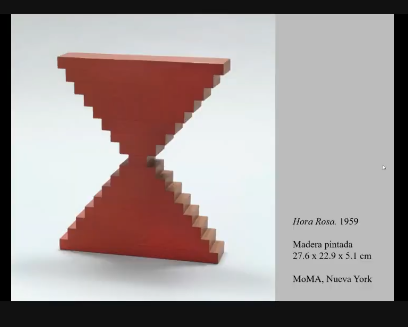 Hora Rosa. 1959
Madera pintada
27.6 x 22.9 x 5.1 cm
MoMA, Nueva York